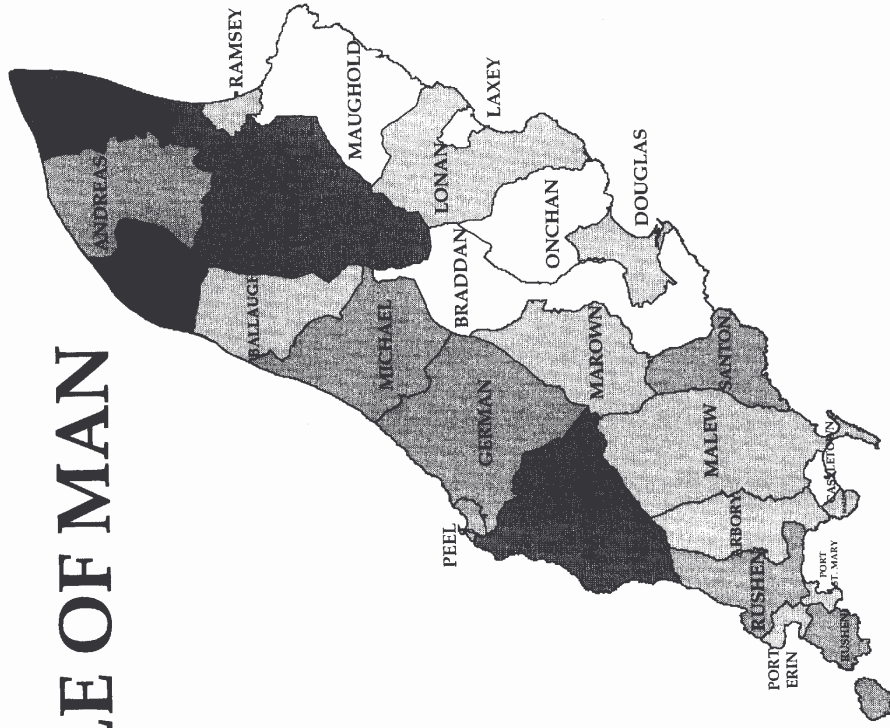 LE OF MAN
ANDREAS
RAMSEY
MAUGHOLD
BALLAUGH
LAXEY
LONAN
MICHAEL
BRADDAN
ONCHAN
DOUGLAS
GERMAN
MAROWN
SANTON
PEEL
MALEW
CASTLETOWN
ARBORY
RUSHEN
PORT
ST. MARY
PORT
ERIN
RUSHEN